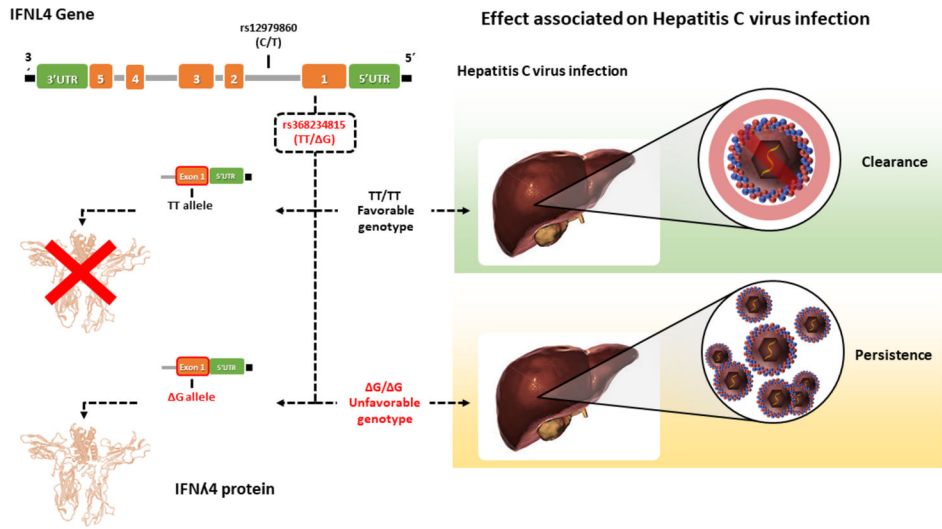 IFNL4 Gene
Effect associated on Hepatitis C virus infection
rs12979860
(C/T)
3´
5´
3'UTR
5
4
3
2
1
5'UTR
Hepatitis C virus infection
rs368234815
(TT/ΔG)
Exon 1
5'UTR
TT allele
TT/TT
Favorable
genotype
Clearance
Exon 1
5'UTR
ΔG allele
ΔG/ΔG
Unfavorable
genotype
Persistence
IFNλ4 protein